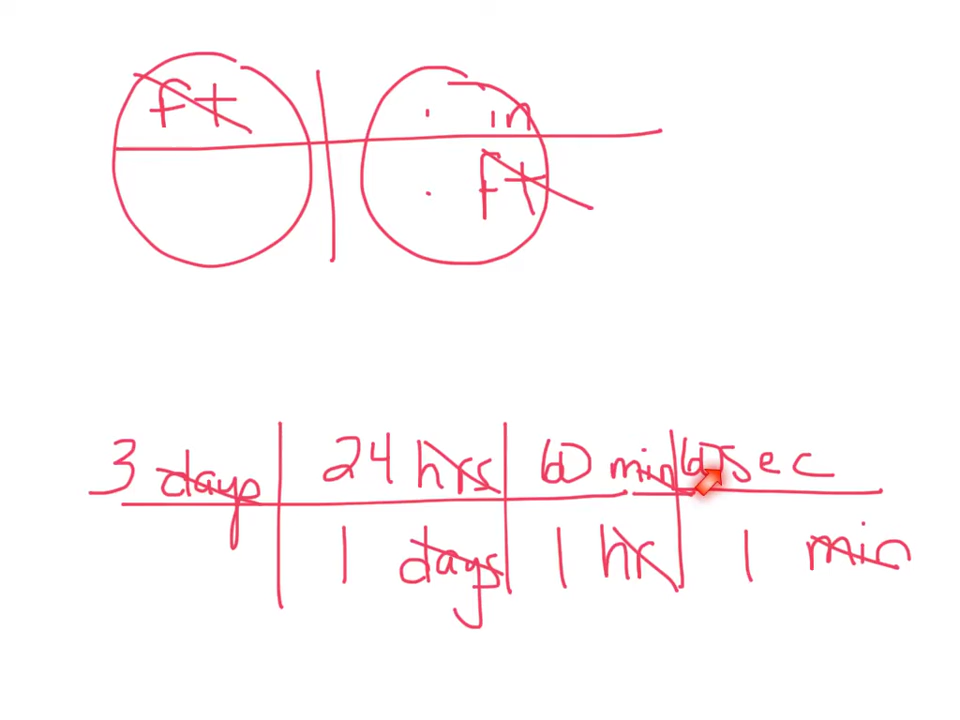 ft in
ft
3 days 24 hrs 60 min 60 sec
1 days 1 hr 1 min